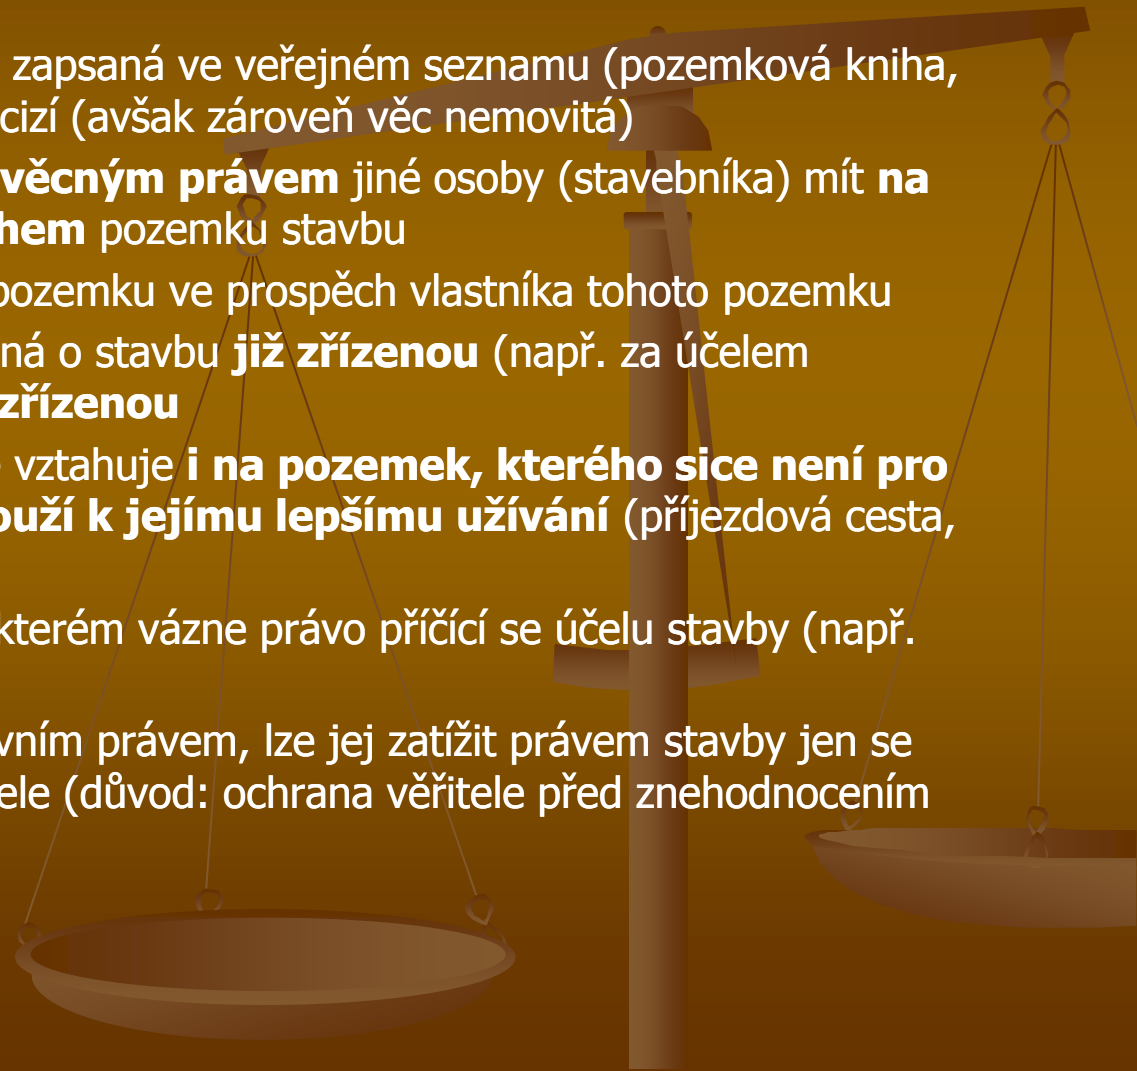 zapsaná ve veřejném seznamu (pozemková kniha,
cizí (avšak zároveň věc nemovitá)
věcným právem jiné osoby (stavebníka) mít na
hem pozemku stavbu
pozemku ve prospěch vlastníka tohoto pozemku
ná o stavbu již zřízenou (např. za účelem
zřízenou
vztahuje i na pozemek, kterého sice není pro
ouží k jejímu lepšímu užívání (příjezdová cesta,
kterém vázne právo příčící se účelu stavby (např.
vním právem, lze jej zatížit právem stavby jen se
ele (důvod: ochrana věřitele před znehodnocením